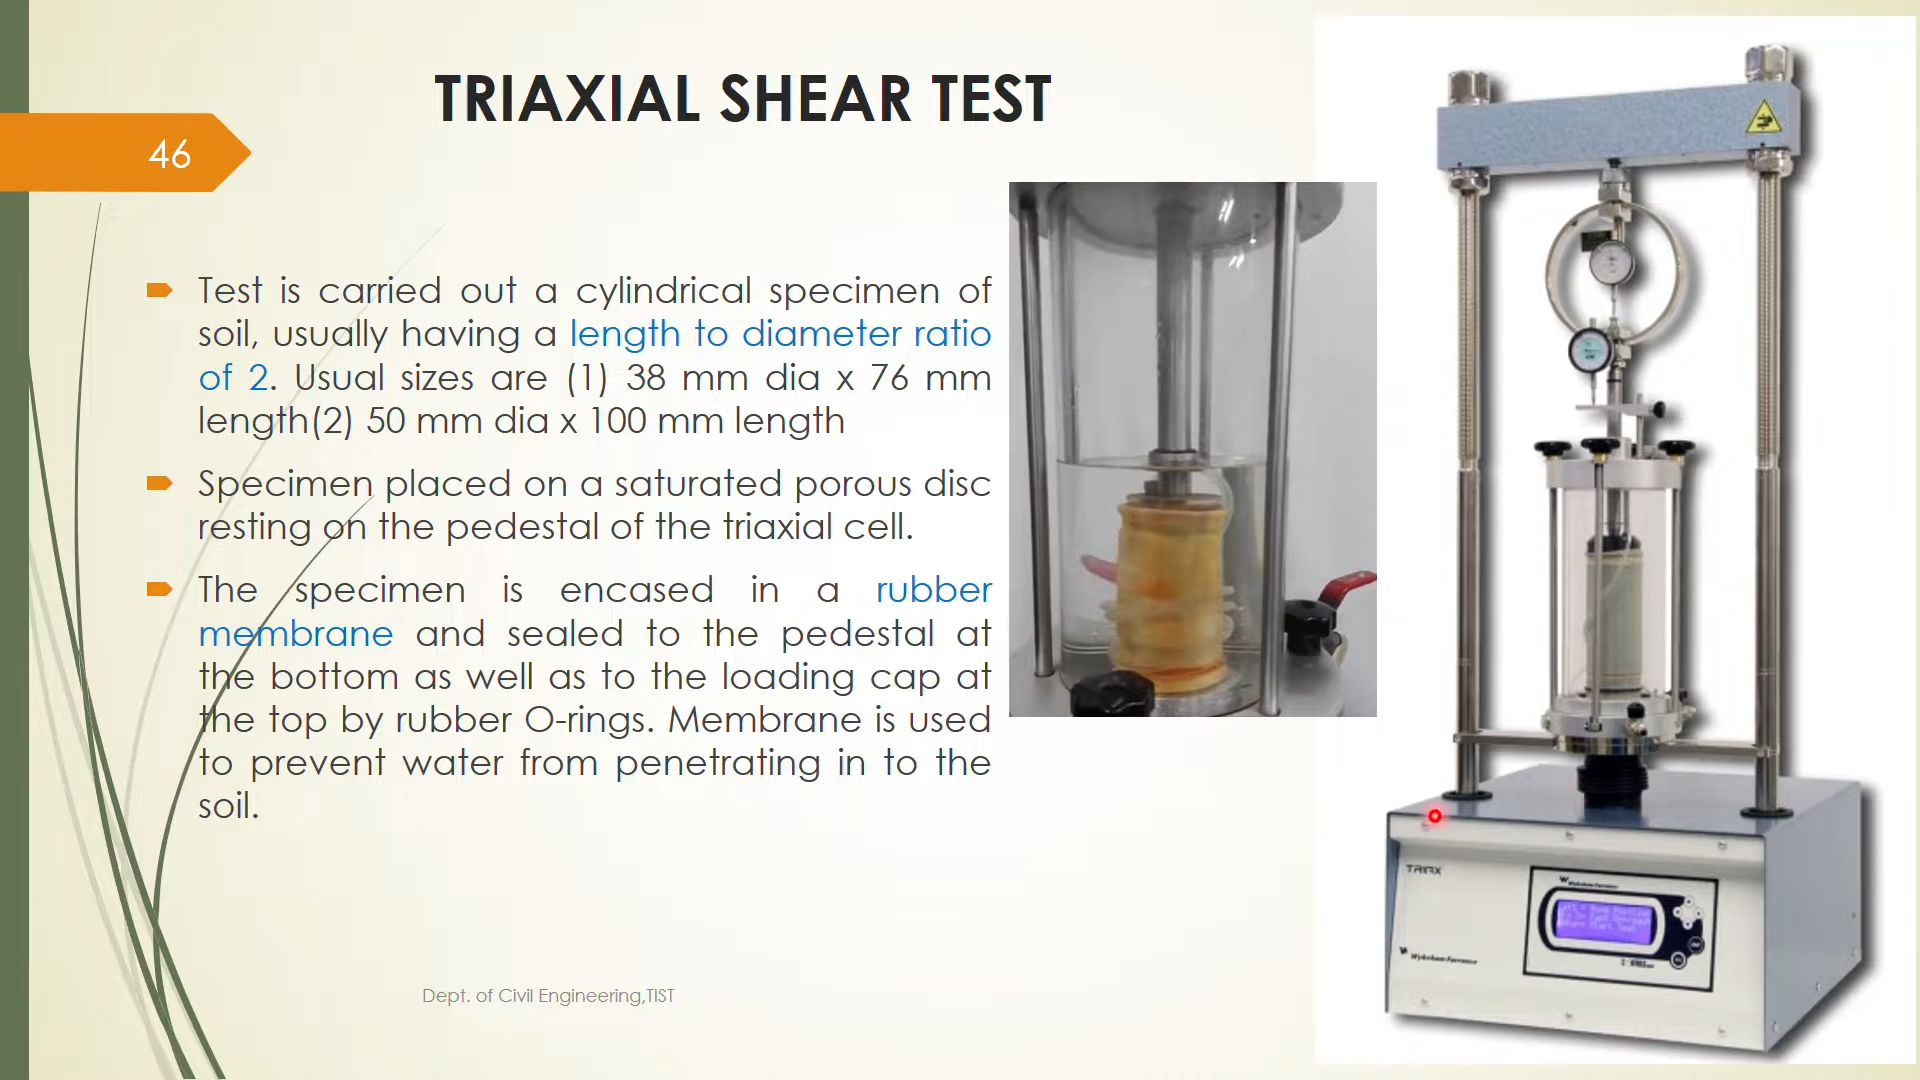 TRIAXIAL SHEAR TEST
46
Test is carried out a cylindrical specimen of
soil, usually having a length to diameter ratio
of 2. Usual sizes are (1) 38 mm dia x 76 mm
length(2) 50 mm dia x 100 mm length
Specimen placed on a saturated porous disc
resting on the pedestal of the triaxial cell.
The specimen is encased in a rubber
membrane and sealed to the pedestal at
the bottom as well as to the loading cap at
the top by rubber O-rings. Membrane is used
to prevent water from penetrating in to the
soil.
Dept. of Civil Engineering,TIST
Wykeham Farrance
Wykeham Farrance